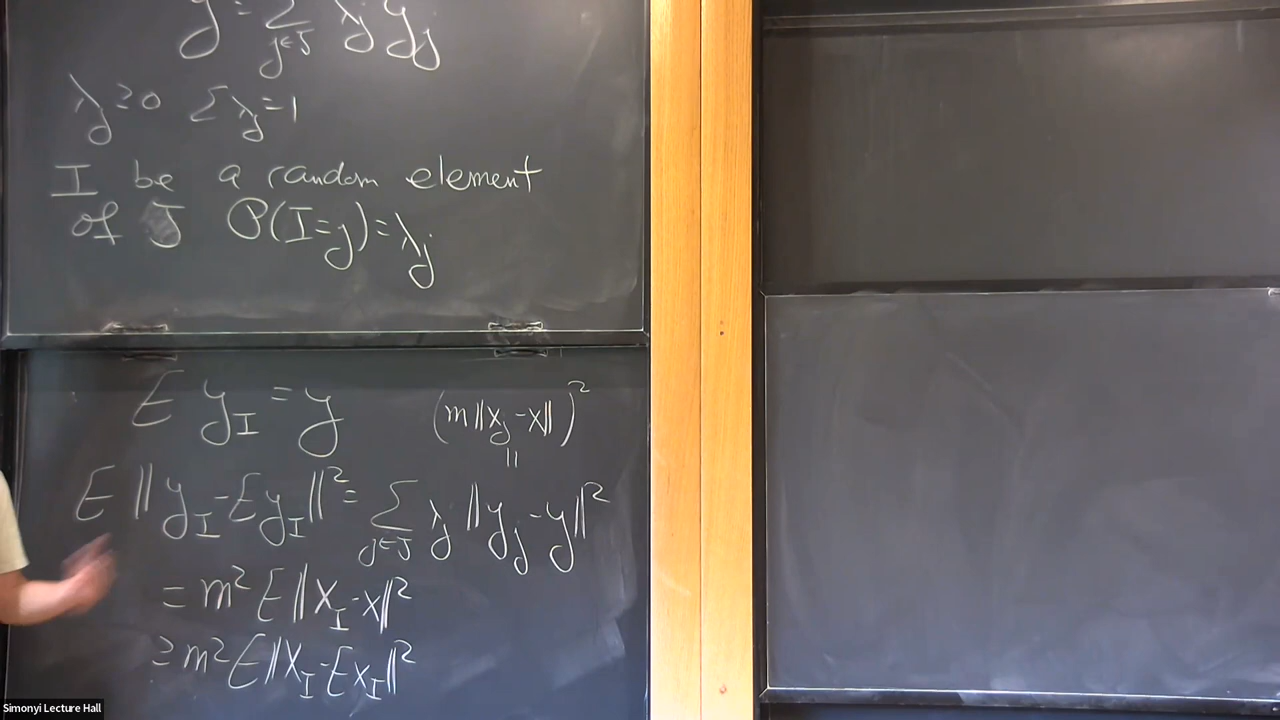 y = Σ_{j∈J} λ_j y_j
λ_j ≥ 0 Σ λ_j = 1
I be a random element
of J P(I=j) = λ_j
E y_I = y
(m‖x_j - x‖)²
=
E‖y_I - E y_I‖² = Σ_{j∈J} λ_j ‖y_j - y‖²
= m² E‖x_I - x‖²
≥ m² E‖x_I - E x_I‖²
Simonyi Lecture Hall